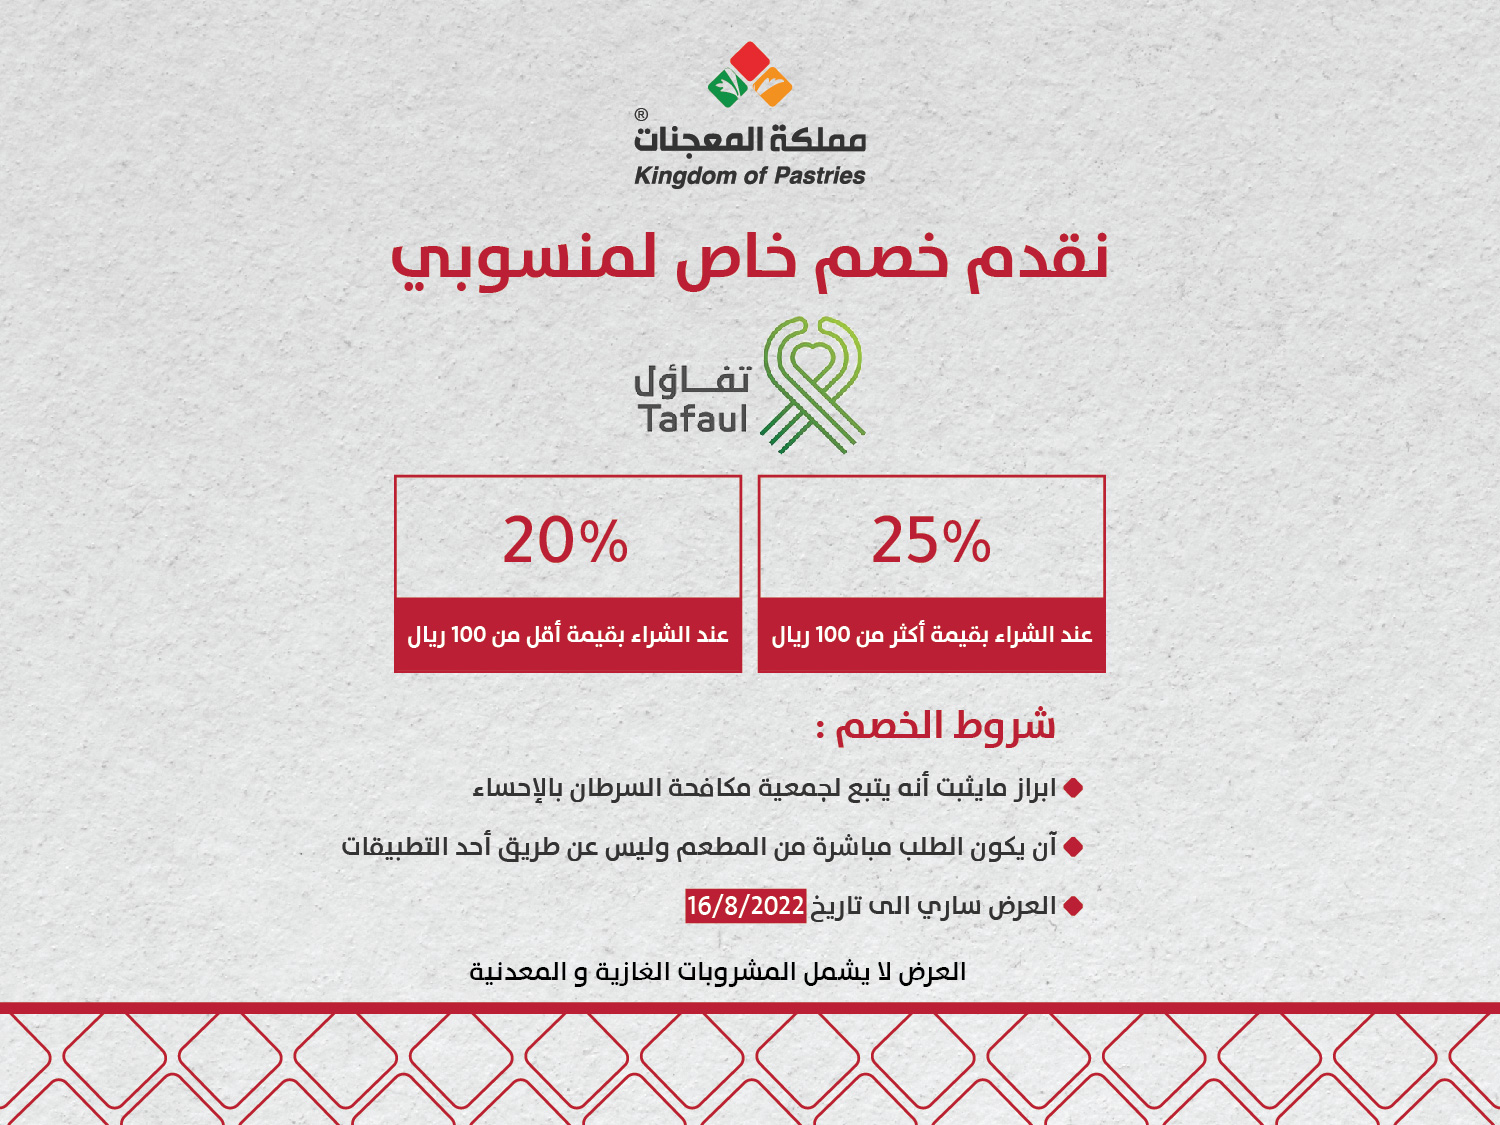 ®
مملكة المعجنات
Kingdom of Pastries
نقدم خصم خاص لمنسوبي
تفـــاؤل
Tafaul
25%
عند الشراء بقيمة أكثر من 100 ريال
20%
عند الشراء بقيمة أقل من 100 ريال
شروط الخصم :
ابراز مايثبت أنه يتبع لجمعية مكافحة السرطان بالإحساء
آن يكون الطلب مباشرة من المطعم وليس عن طريق أحد التطبيقات
العرض ساري الى تاريخ 16/8/2022
العرض لا يشمل المشروبات الغازية و المعدنية